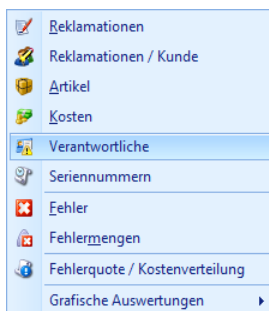 Reklamationen
Reklamationen / Kunde
Artikel
Kosten
Verantwortliche
Seriennummern
Fehler
Fehlermengen
Fehlerquote / Kostenverteilung
Grafische Auswertungen